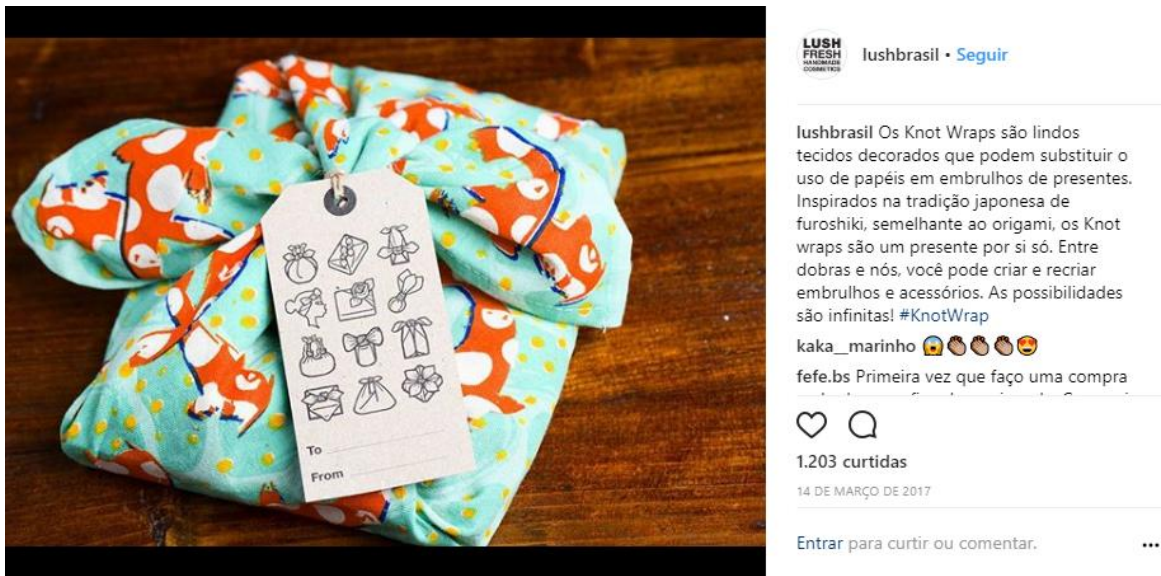 To
From
LUSH
FRESH
HANDMADE
COSMETICS
lushbrasil • Seguir
lushbrasil Os Knot Wraps são lindos
tecidos decorados que podem substituir o
uso de papéis em embrulhos de presentes.
Inspirados na tradição japonesa de
furoshiki, semelhante ao origami, os Knot
wraps são um presente por si só. Entre
dobras e nós, você pode criar e recriar
embrulhos e acessórios. As possibilidades
são infinitas! #KnotWrap
kaka__marinho 😱👏🏽👏🏽👏🏽😍
fefe.bs Primeira vez que faço uma compra
1.203 curtidas
14 DE MARÇO DE 2017
Entrar para curtir ou comentar.